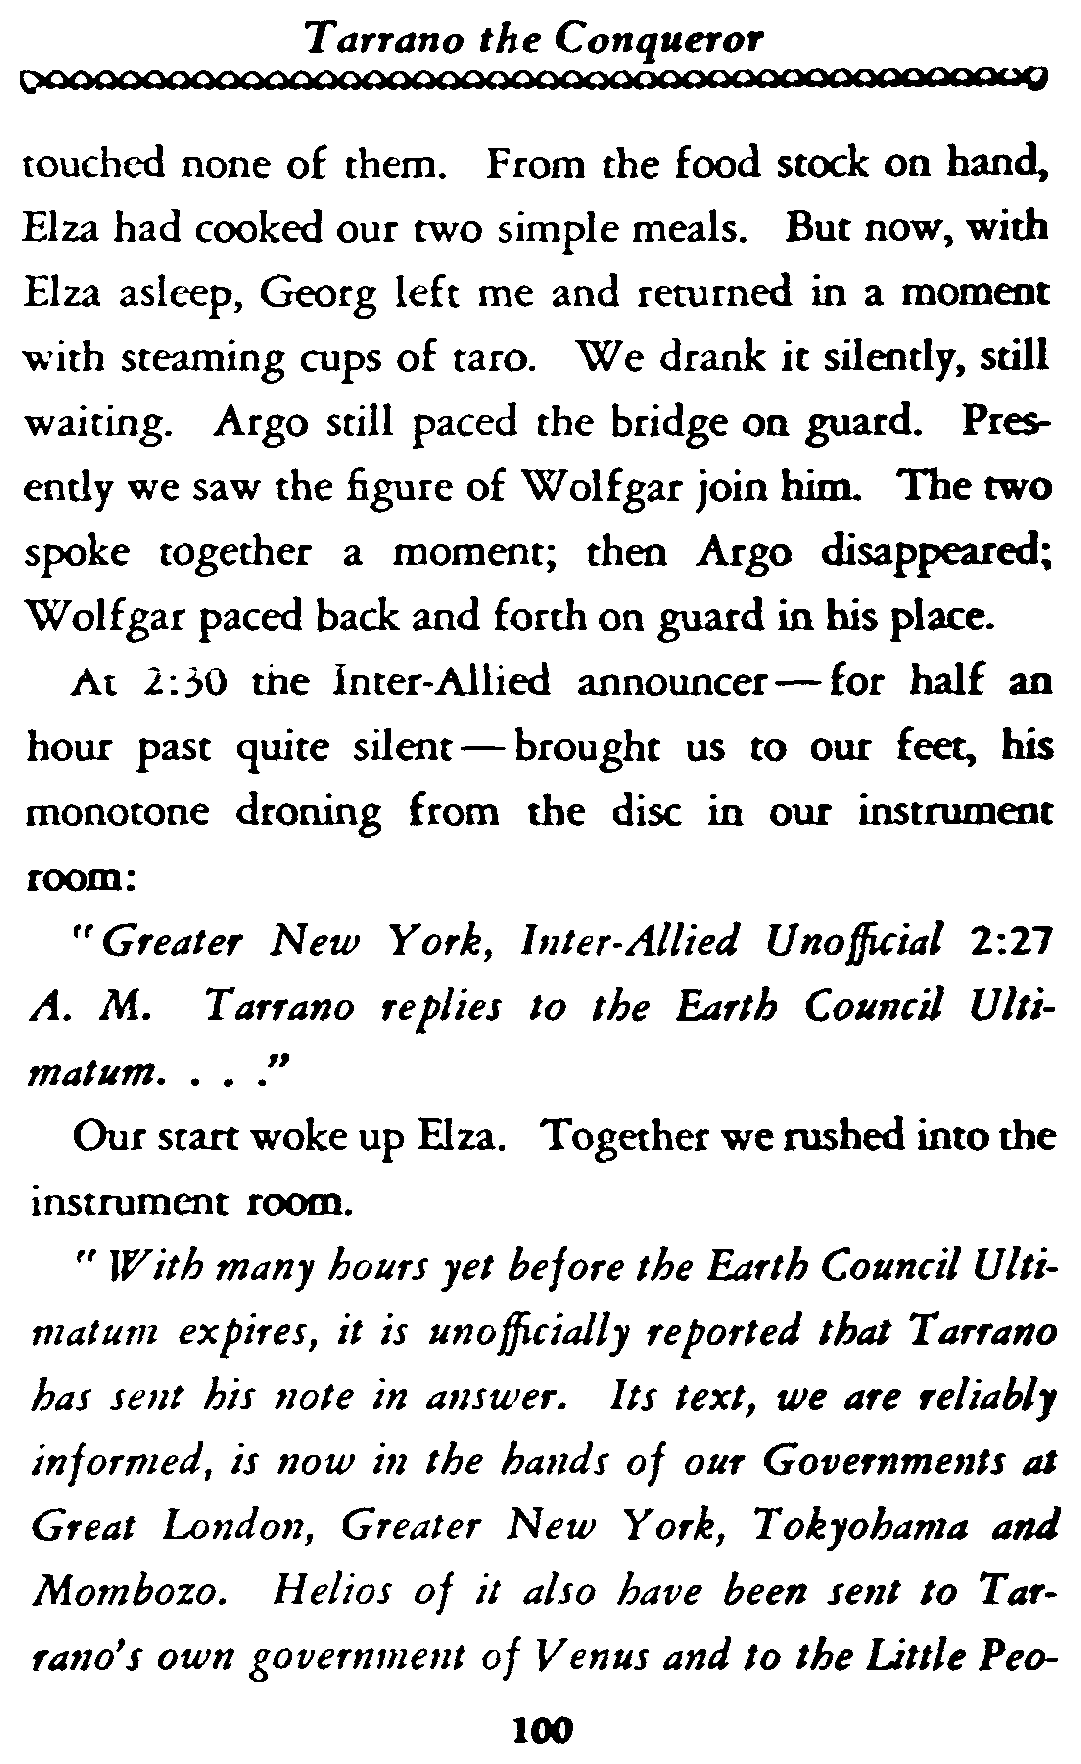 Tarrano the Conqueror
touched none of them. From the food stock on hand,
Elza had cooked our two simple meals. But now, with
Elza asleep, Georg left me and returned in a moment
with steaming cups of taro. We drank it silently, still
waiting. Argo still paced the bridge on guard. Pres-
ently we saw the figure of Wolfgar join him. The two
spoke together a moment; then Argo disappeared;
Wolfgar paced back and forth on guard in his place.
At 2:30 the Inter-Allied announcer—for half an
hour past quite silent—brought us to our feet, his
monotone droning from the disc in our instrument
room:
"Greater New York, Inter-Allied Unofficial 2:27
A. M. Tarrano replies to the Earth Council Ulti-
matum. . . ."
Our start woke up Elza. Together we rushed into the
instrument room.
"With many hours yet before the Earth Council Ulti-
matum expires, it is unofficially reported that Tarrano
has sent his note in answer. Its text, we are reliably
informed, is now in the hands of our Governments at
Great London, Greater New York, Tokyohama and
Mombozo. Helios of it also have been sent to Tar-
rano's own government of Venus and to the Little Peo-
100